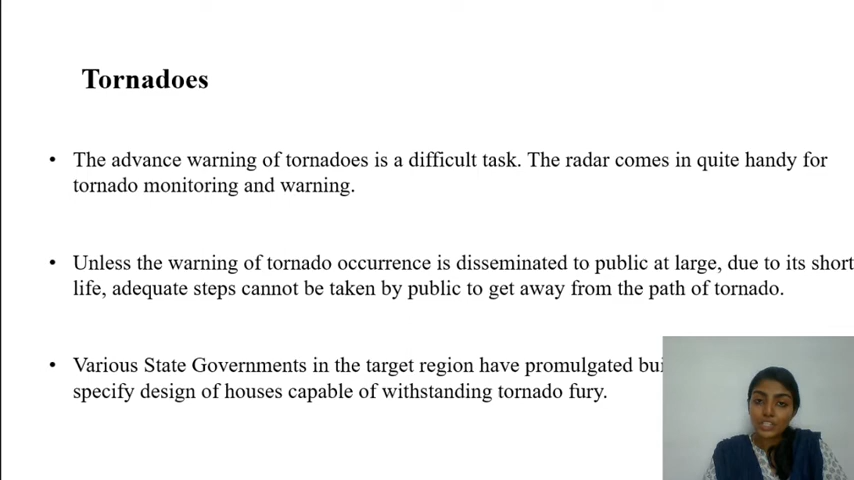 Tornadoes
• The advance warning of tornadoes is a difficult task. The radar comes in quite handy for
tornado monitoring and warning.
• Unless the warning of tornado occurrence is disseminated to public at large, due to its short
life, adequate steps cannot be taken by public to get away from the path of tornado.
• Various State Governments in the target region have promulgated
specify design of houses capable of withstanding tornado fury.